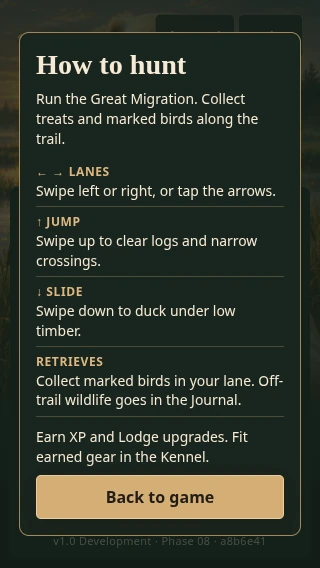 How to hunt
Run the Great Migration. Collect
treats and marked birds along the
trail.
← → LANES
Swipe left or right, or tap the arrows.
↑ JUMP
Swipe up to clear logs and narrow
crossings.
↓ SLIDE
Swipe down to duck under low
timber.
RETRIEVES
Collect marked birds in your lane. Off-
trail wildlife goes in the Journal.
Earn XP and Lodge upgrades. Fit
earned gear in the Kennel.
Back to game
v1.0 Development · Phase 08 · a8b6e41